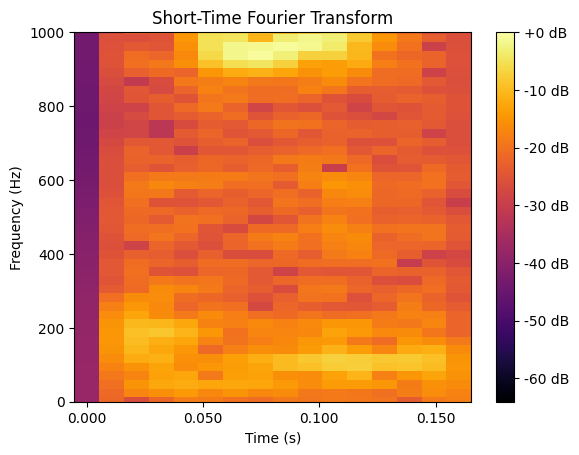 Short-Time Fourier Transform
1000
800
600
400
200
0
Frequency (Hz)
0.000
0.050
0.100
0.150
Time (s)
+0 dB
-10 dB
-20 dB
-30 dB
-40 dB
-50 dB
-60 dB